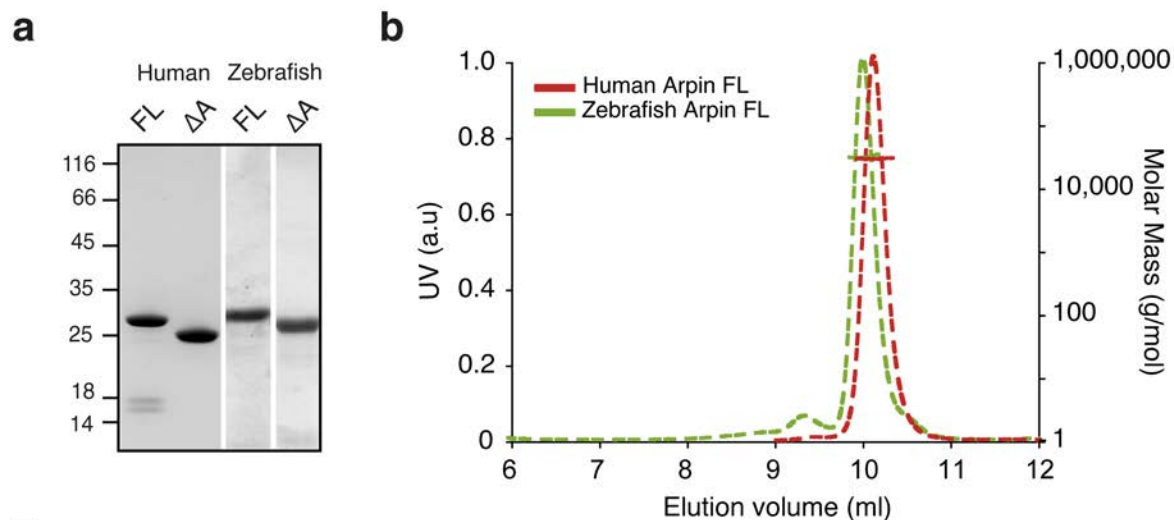 a
Human Zebrafish
FL ΔA FL ΔA
116
66
45
35
25
18
14
b
Human Arpin FL
Zebrafish Arpin FL
1.0
0.8
0.6
0.4
0.2
0
UV (a.u)
1,000,000
10,000
100
1
Molar Mass (g/mol)
6 7 8 9 10 11 12
Elution volume (ml)